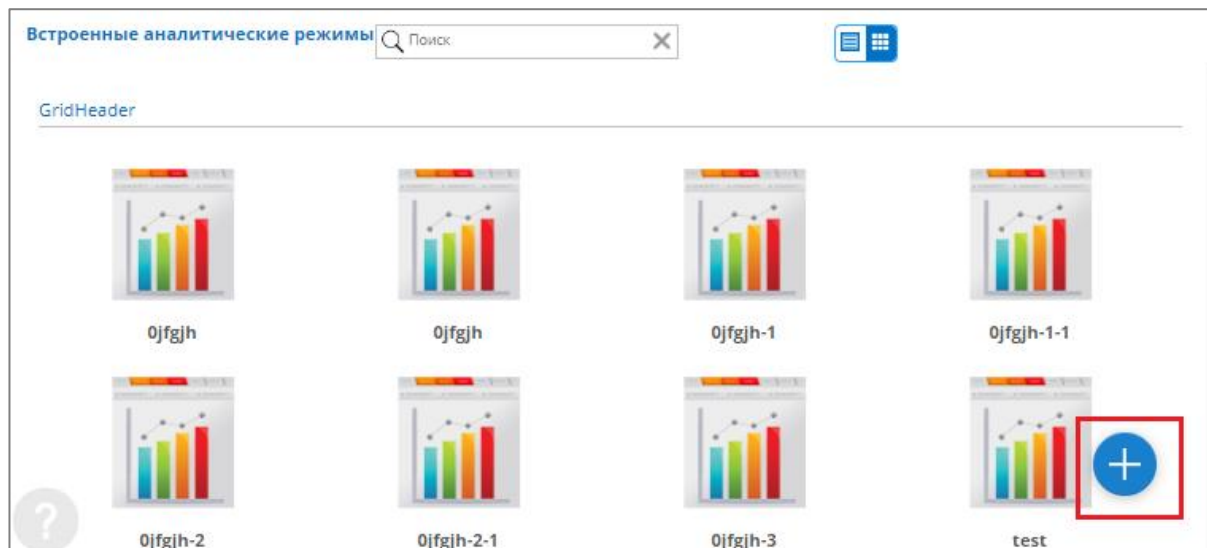 Встроенные аналитические режимы Поиск
GridHeader
0jfgjh 0jfgjh 0jfgjh-1 0jfgjh-1-1
0jfgjh-2 0jfgjh-2-1 0jfgjh-3 test